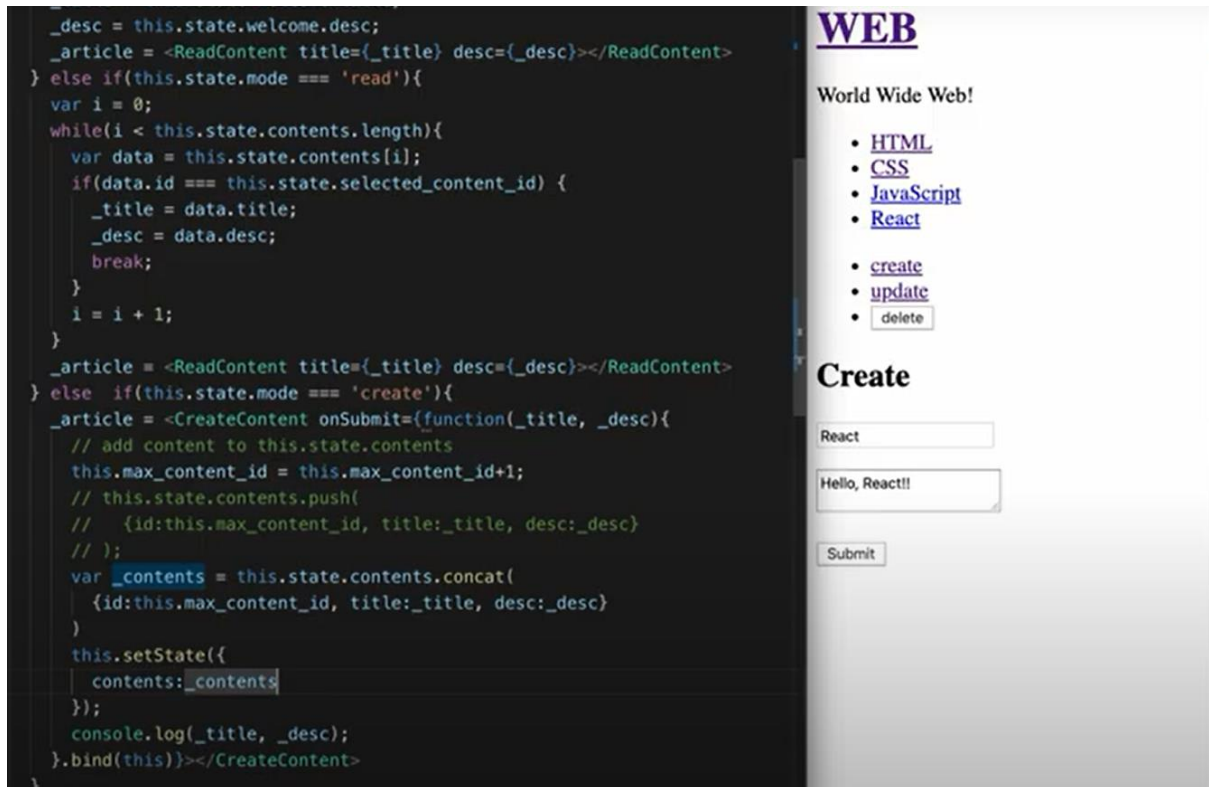 _desc = this.state.welcome.desc;
_article = <ReadContent title={_title} desc={_desc}></ReadContent>
} else if(this.state.mode === 'read'){
var i = 0;
while(i < this.state.contents.length){
var data = this.state.contents[i];
if(data.id === this.state.selected_content_id) {
_title = data.title;
_desc = data.desc;
break;
}
i = i + 1;
}
_article = <ReadContent title={_title} desc={_desc}></ReadContent>
} else  if(this.state.mode === 'create'){
_article = <CreateContent onSubmit={function(_title, _desc){
// add content to this.state.contents
this.max_content_id = this.max_content_id+1;
// this.state.contents.push(
//   {id:this.max_content_id, title:_title, desc:_desc}
// );
var _contents = this.state.contents.concat(
{id:this.max_content_id, title:_title, desc:_desc}
)
this.setState({
contents:_contents
});
console.log(_title, _desc);
}.bind(this)}></CreateContent>
}
WEB
World Wide Web!
• HTML
• CSS
• JavaScript
• React
• create
• update
• delete
Create
React
Hello, React!!
Submit